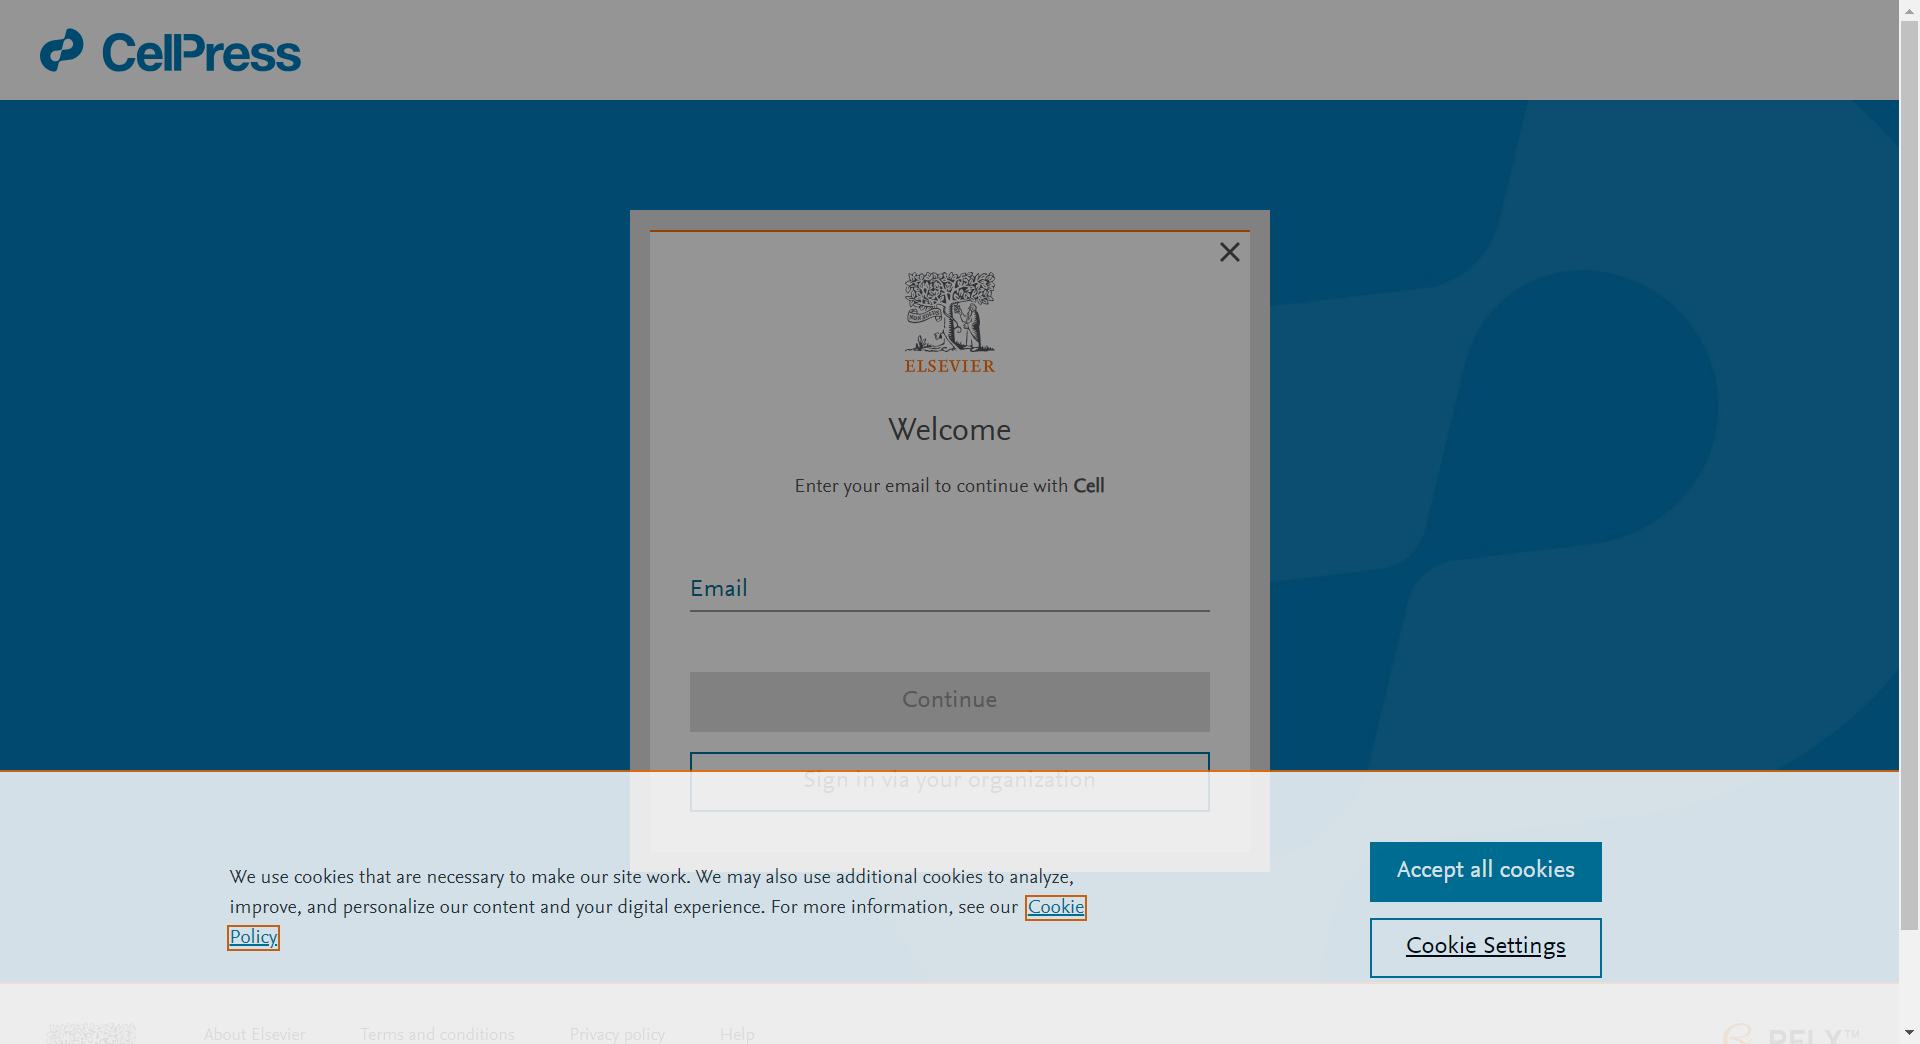 CellPress
NON SOLUS
ELSEVIER
Welcome
Enter your email to continue with Cell
Email
Continue
Sign in via your organization
We use cookies that are necessary to make our site work. We may also use additional cookies to analyze,
improve, and personalize our content and your digital experience. For more information, see our Cookie
Policy
Accept all cookies
Cookie Settings
About Elsevier
Terms and conditions
Privacy policy
Help
RELX™